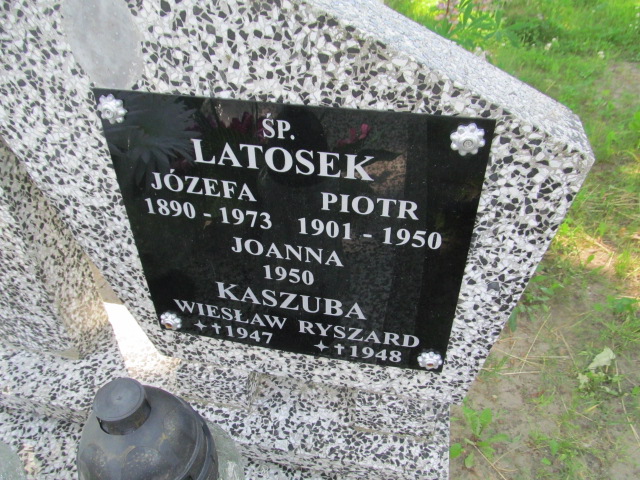 ŚP.
LATOSEK
JÓZEFA PIOTR
1890 - 1973 1901 - 1950
JOANNA
1950
KASZUBA
WIESŁAW RYSZARD
✦✝1947 ✦✝1948